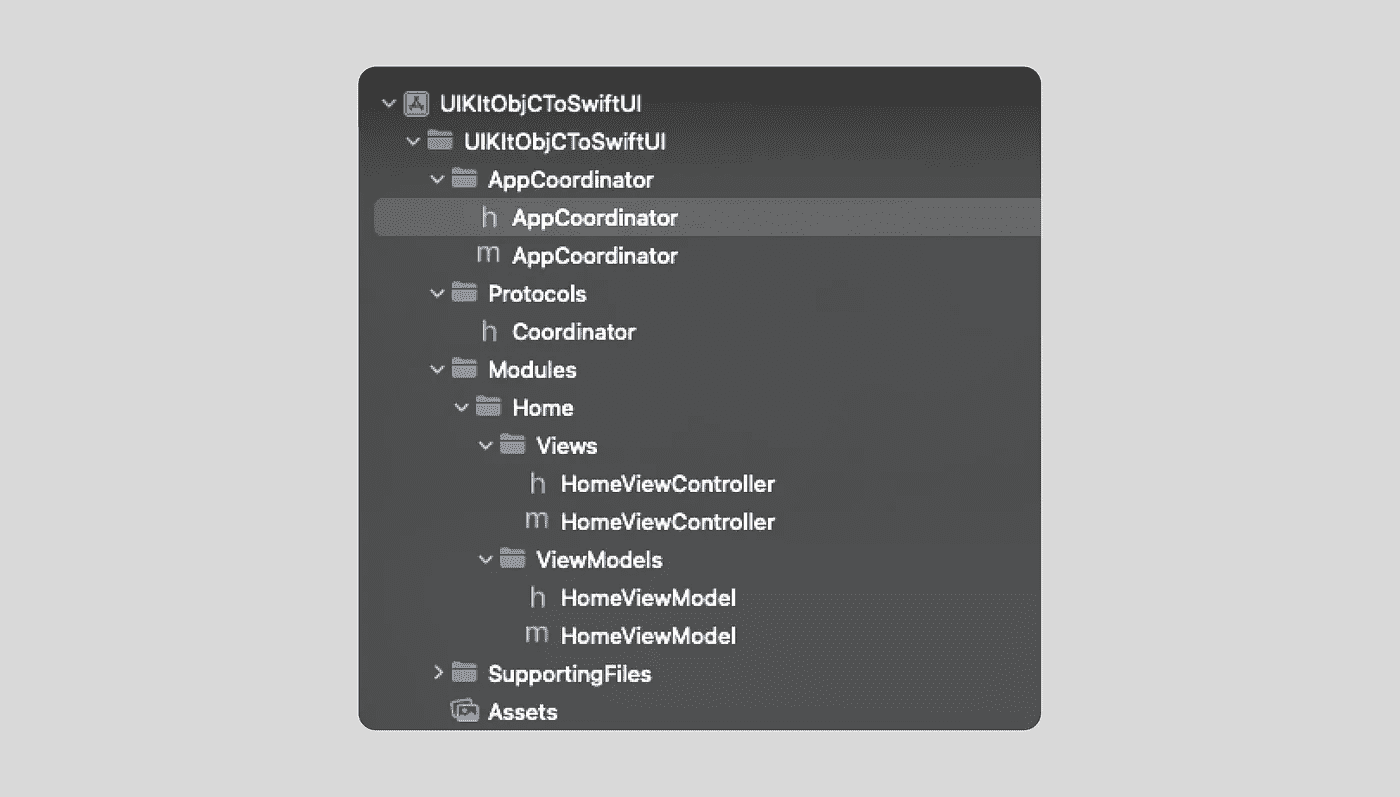 UIKItObjCToSwiftUI
UIKItObjCToSwiftUI
AppCoordinator
h AppCoordinator
m AppCoordinator
Protocols
h Coordinator
Modules
Home
Views
h HomeViewController
m HomeViewController
ViewModels
h HomeViewModel
m HomeViewModel
SupportingFiles
Assets